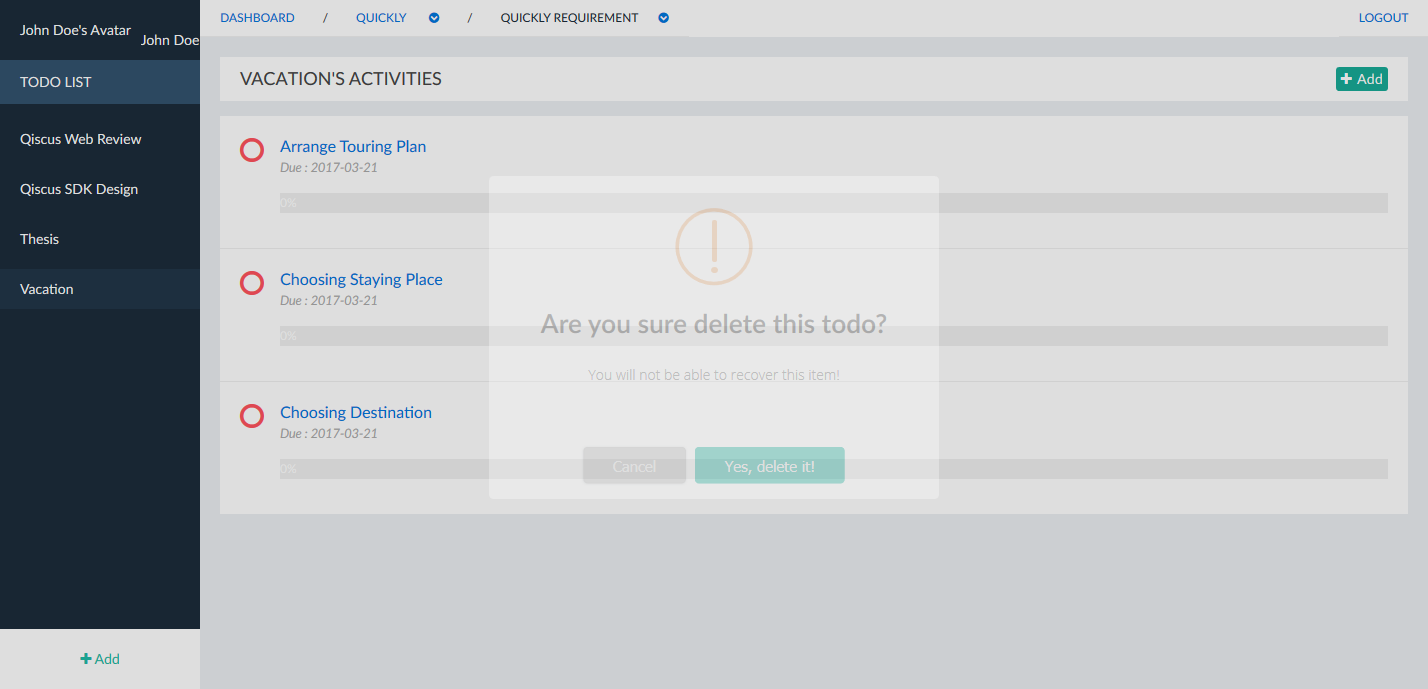 John Doe's Avatar
John Doe
TODO LIST
Qiscus Web Review
Qiscus SDK Design
Thesis
Vacation
+ Add
DASHBOARD / QUICKLY / QUICKLY REQUIREMENT
LOGOUT
VACATION'S ACTIVITIES
+ Add
Arrange Touring Plan
Due : 2017-03-21
0%
Choosing Staying Place
Due : 2017-03-21
0%
Choosing Destination
Due : 2017-03-21
0%
!
Are you sure delete this todo?
You will not be able to recover this item!
Cancel
Yes, delete it!